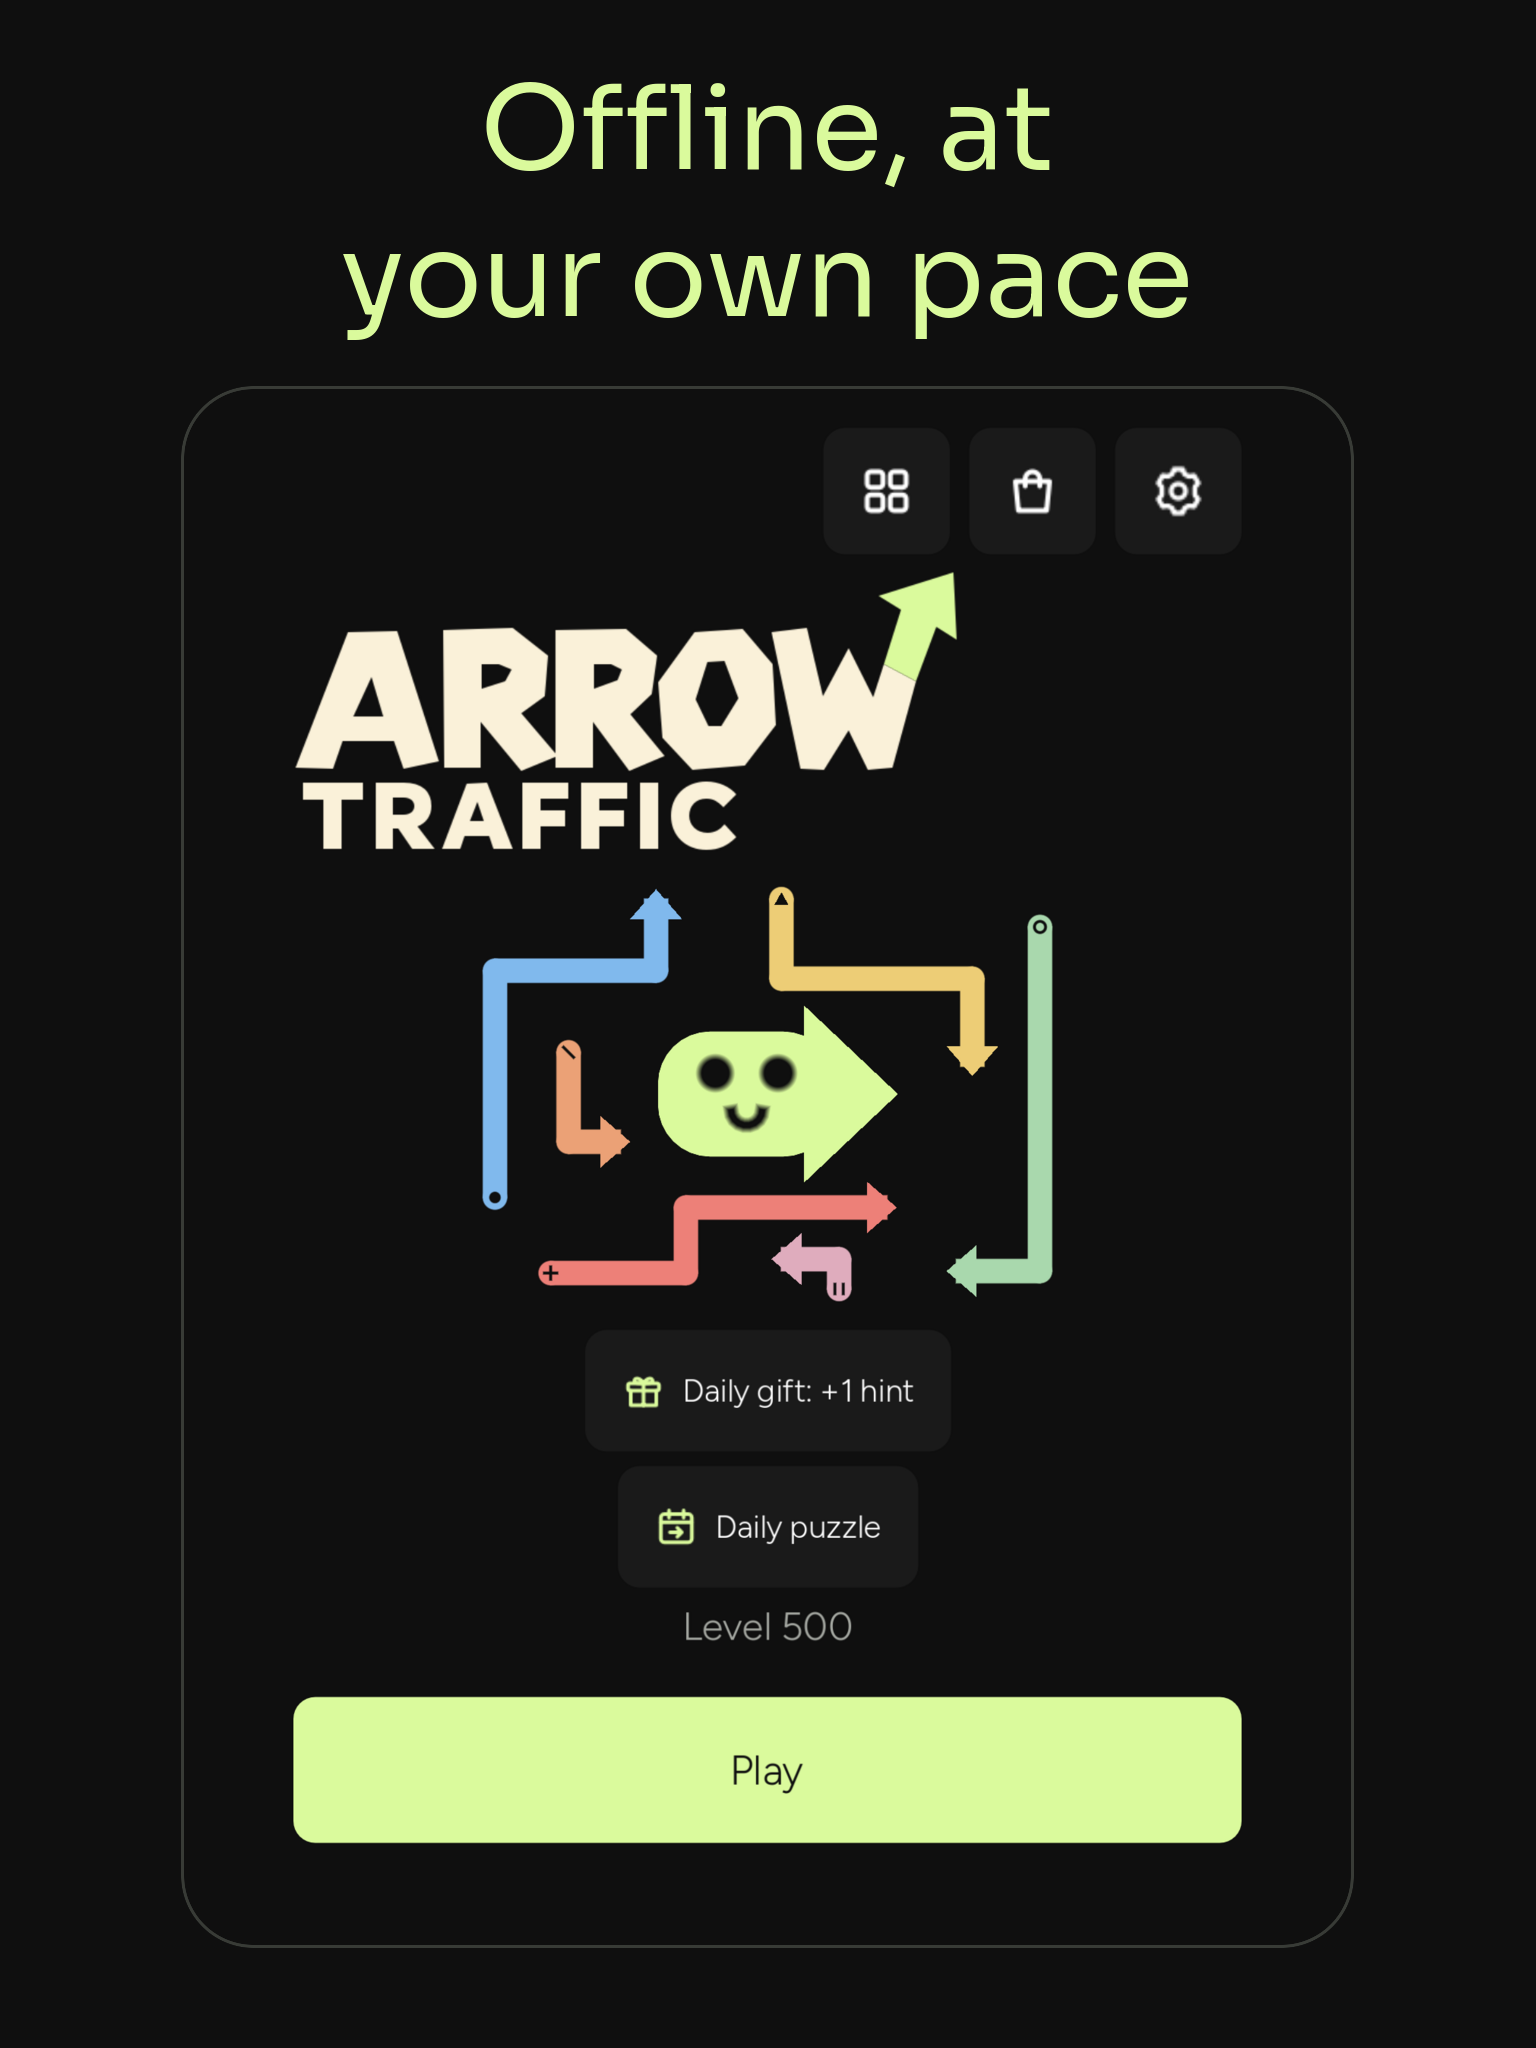 Offline, at
your own pace
ARROW
TRAFFIC
Daily gift: +1 hint
Daily puzzle
Level 500
Play